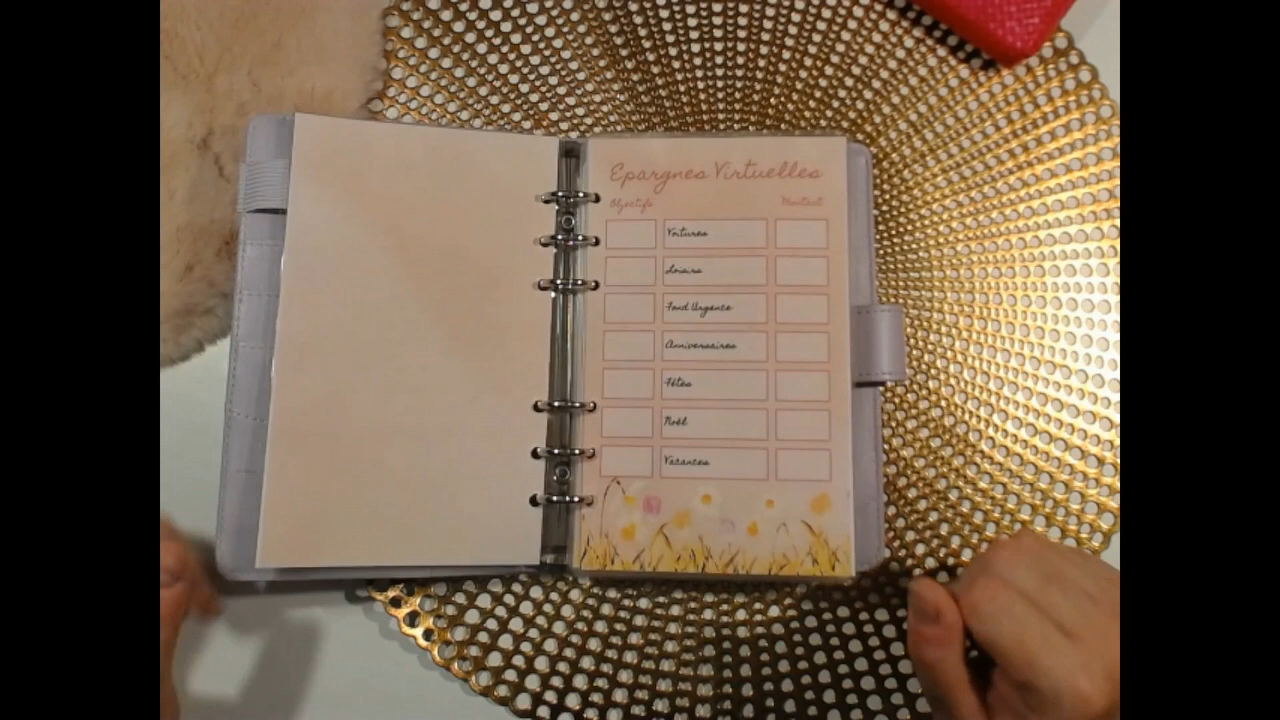 Epargnes Virtuelles
Objectifs Montant
Voitures
Loisirs
Fond Urgence
Anniversaires
Fêtes
Noël
Vacances